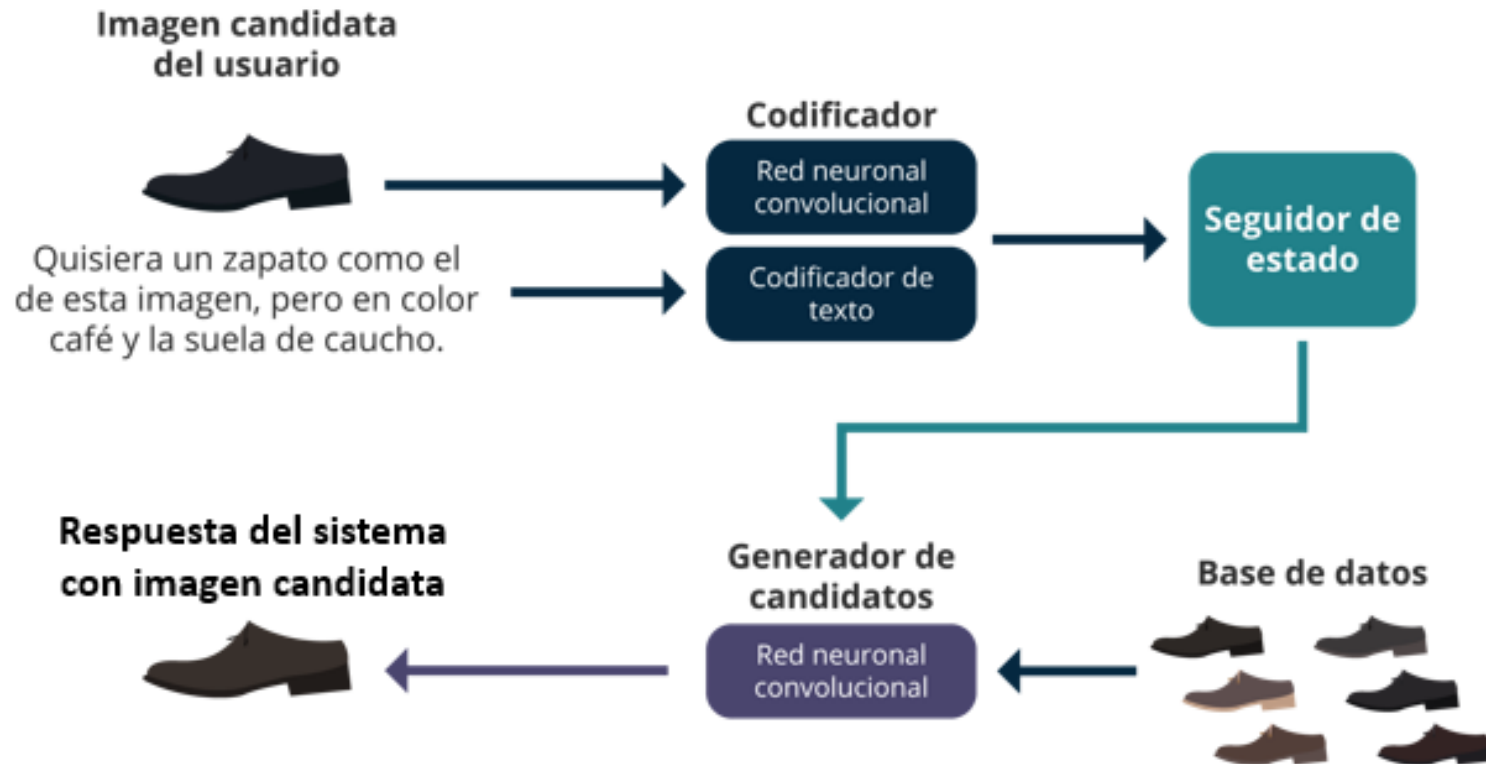 Imagen candidata
del usuario
Quisiera un zapato como el
de esta imagen, pero en color
café y la suela de caucho.
Codificador
Red neuronal
convolucional
Codificador de
texto
Seguidor de
estado
Respuesta del sistema
con imagen candidata
Generador de
candidatos
Red neuronal
convolucional
Base de datos